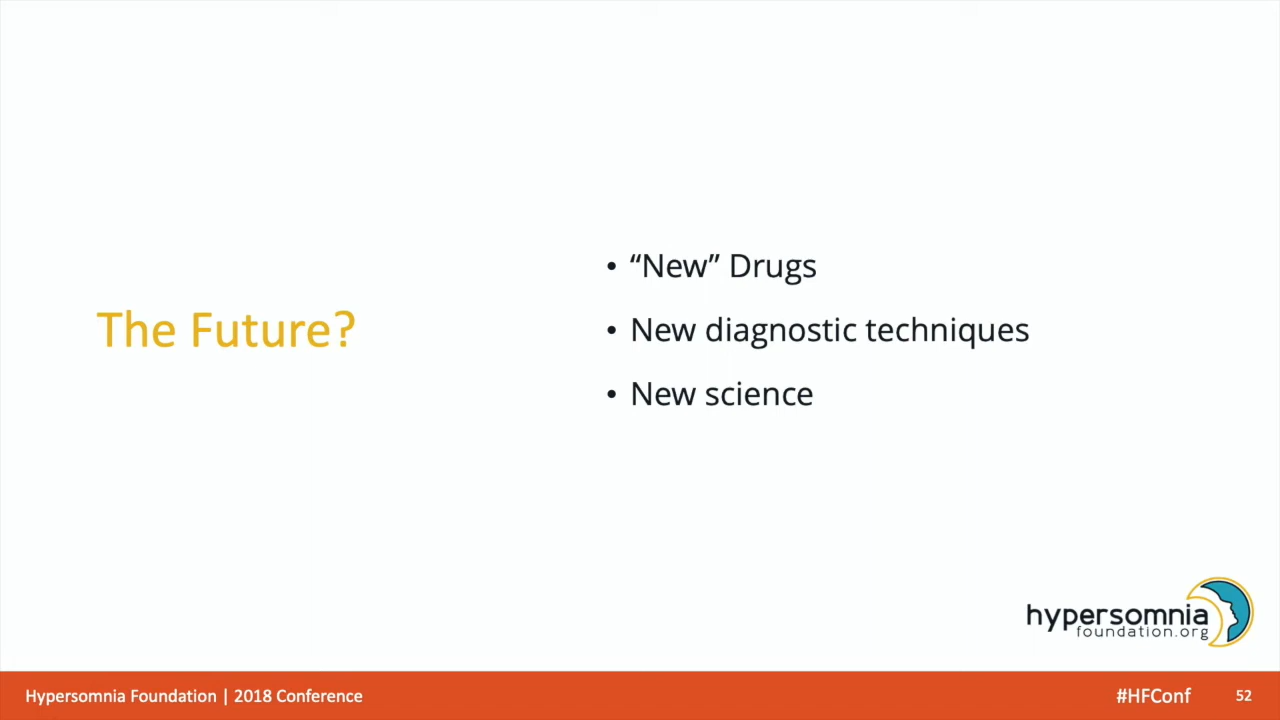 The Future?
• “New” Drugs
• New diagnostic techniques
• New science
hypersomnia
foundation.org
Hypersomnia Foundation | 2018 Conference
#HFConf
52